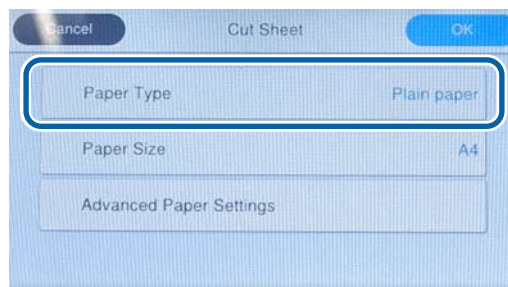 Cancel Cut Sheet OK
Paper Type Plain paper
Paper Size A4
Advanced Paper Settings